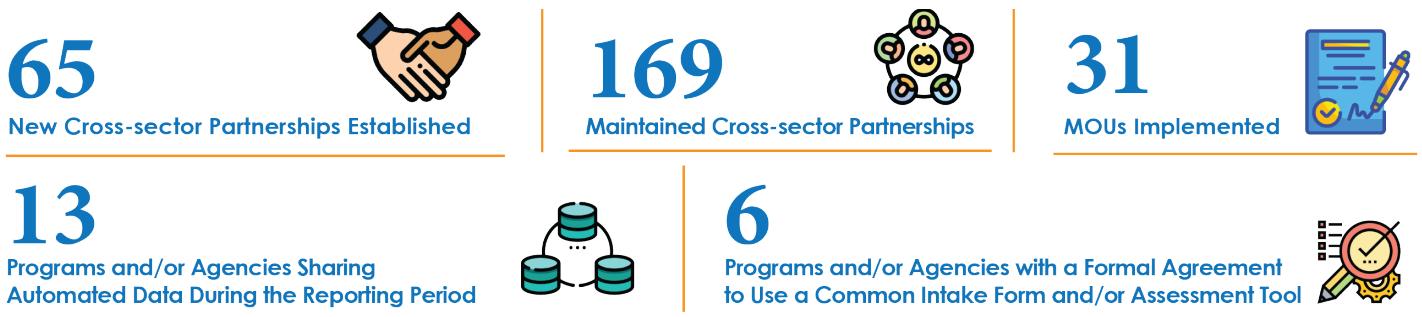 65
New Cross-sector Partnerships Established
169
Maintained Cross-sector Partnerships
31
MOUs Implemented
13
Programs and/or Agencies Sharing
Automated Data During the Reporting Period
6
Programs and/or Agencies with a Formal Agreement
to Use a Common Intake Form and/or Assessment Tool